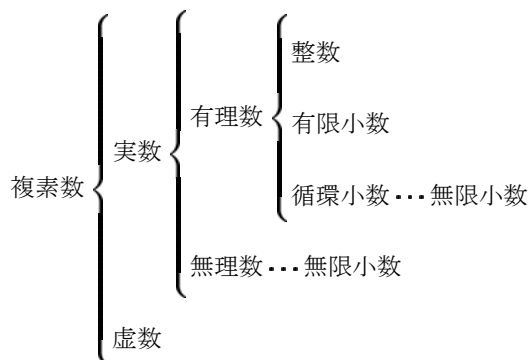 整数
有理数 有限小数
実数
複素数 循環小数…無限小数
無理数…無限小数
虚数